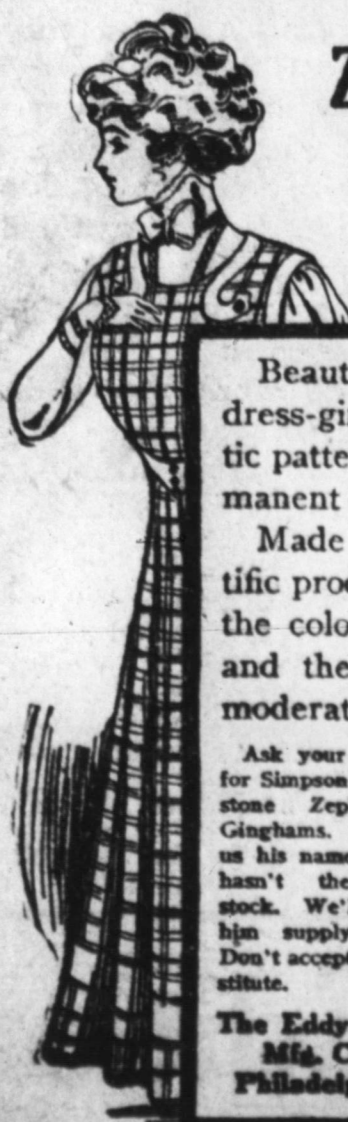 Z
Beaut
dress-gi
tic patte
manent
Made
tific pro
the colo
and the
moderat
Ask your
for Simpson
stone Zep
Ginghams.
us his name
hasn't the
stock. We'
him supply
Don't accept
stitute.
The Eddy
Mfg. C
Philadelp